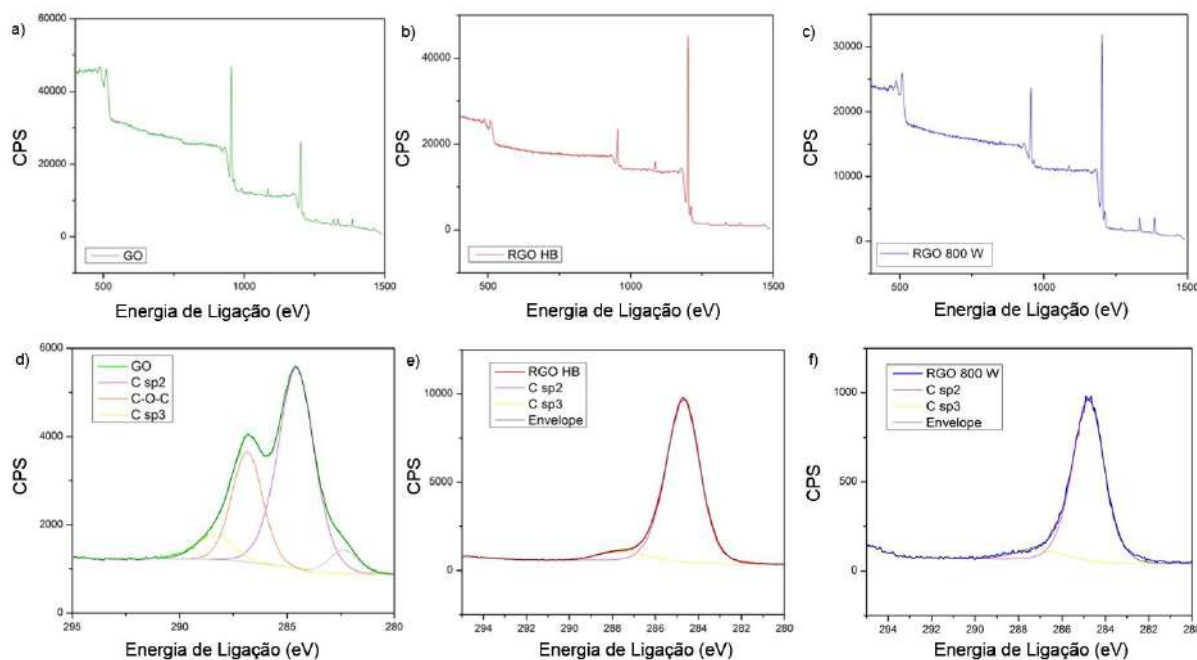 a)
60000
40000
20000
0
CPS
GO
500
1000
1500
Energia de Ligação (eV)
b)
40000
20000
0
CPS
RGO HB
500
1000
1500
Energia de Ligação (eV)
c)
30000
20000
10000
0
CPS
RGO 800 W
500
1000
1500
Energia de Ligação (eV)
d)
6000
4000
2000
0
CPS
GO
C sp2
C-O-C
C sp3
295
290
285
280
Energia de Ligação (eV)
e)
10000
5000
0
CPS
RGO HB
C sp2
C sp3
Envelope
294
292
290
288
286
284
282
280
Energia de Ligação (eV)
f)
1000
500
0
CPS
RGO 800 W
C sp2
C sp3
Envelope
294
292
290
288
286
284
282
280
Energia de Ligação (eV)